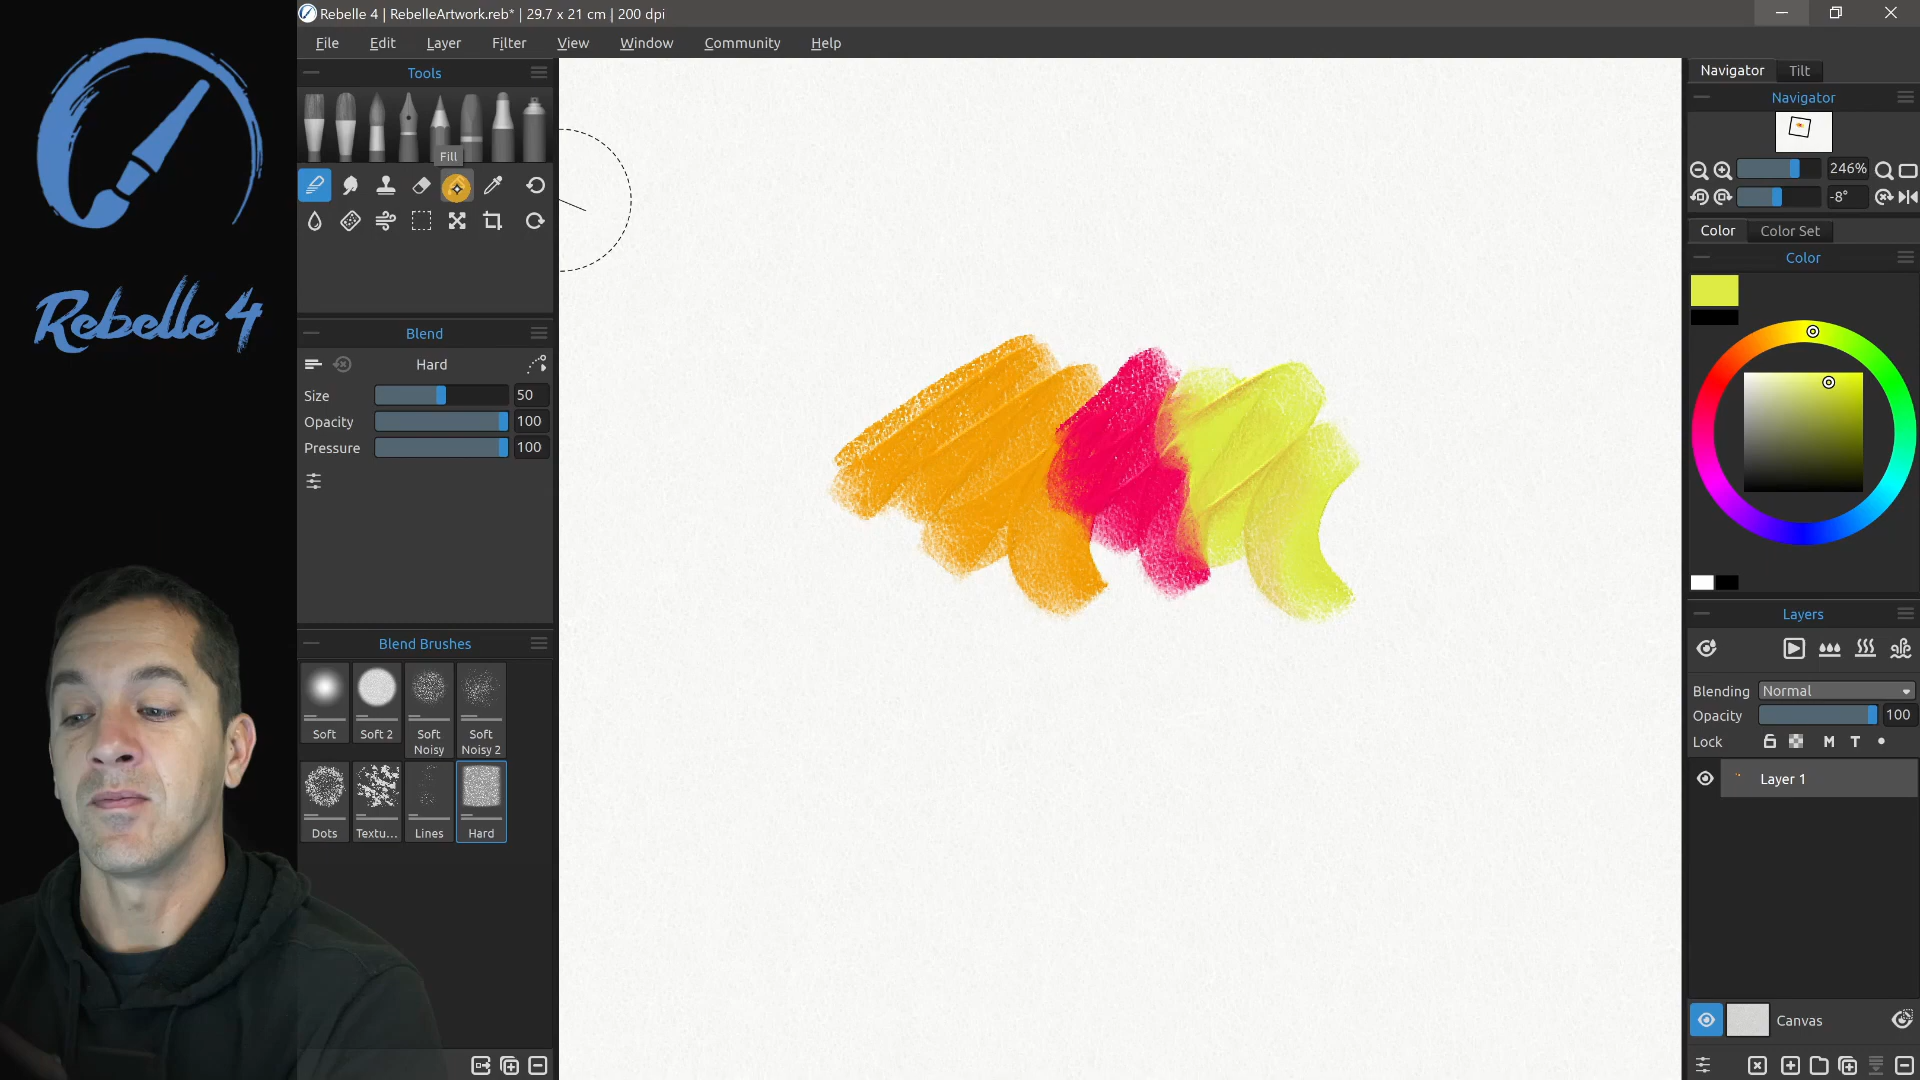 Rebelle 4
Rebelle 4 | RebelleArtwork.reb* | 29.7 x 21 cm | 200 dpi
File Edit Layer Filter View Window Community Help
Tools
Fill
Blend
Hard
Size 50
Opacity 100
Pressure 100
Blend Brushes
Soft Soft 2 Soft Noisy Soft Noisy 2
Dots Textu... Lines Hard
Navigator Tilt
Navigator
246%
-8°
Color Color Set
Color
Layers
Blending Normal
Opacity 100
Lock M T
Layer 1
Canvas